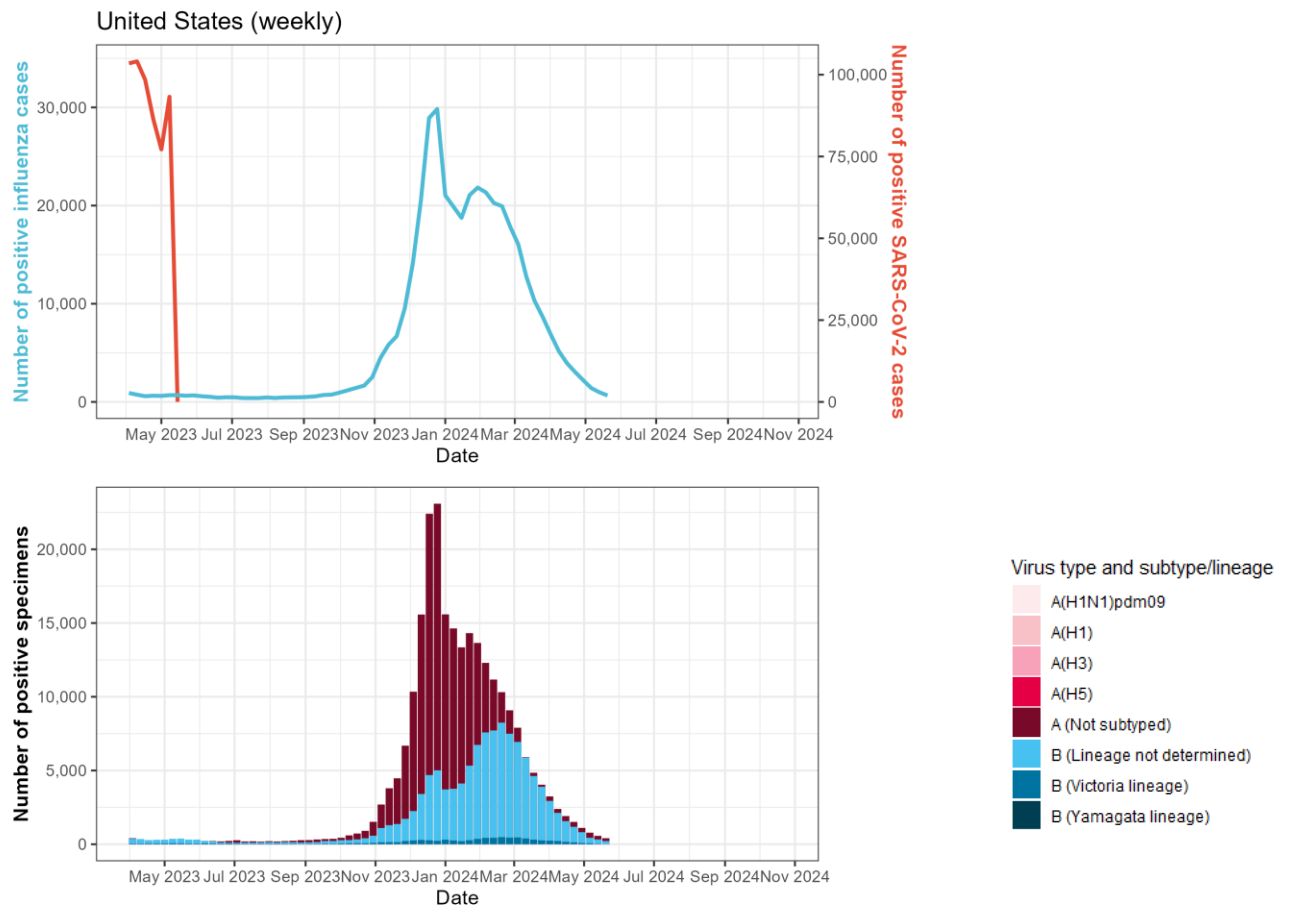 United States (weekly)
Number of positive influenza cases
30,000
20,000
10,000
0
100,000
75,000
50,000
25,000
0
Number of positive SARS-CoV-2 cases
May 2023 Jul 2023 Sep 2023 Nov 2023 Jan 2024 Mar 2024 May 2024 Jul 2024 Sep 2024 Nov 2024
Date
Number of positive specimens
20,000
15,000
10,000
5,000
0
May 2023 Jul 2023 Sep 2023 Nov 2023 Jan 2024 Mar 2024 May 2024 Jul 2024 Sep 2024 Nov 2024
Date
Virus type and subtype/lineage
A(H1N1)pdm09
A(H1)
A(H3)
A(H5)
A (Not subtyped)
B (Lineage not determined)
B (Victoria lineage)
B (Yamagata lineage)